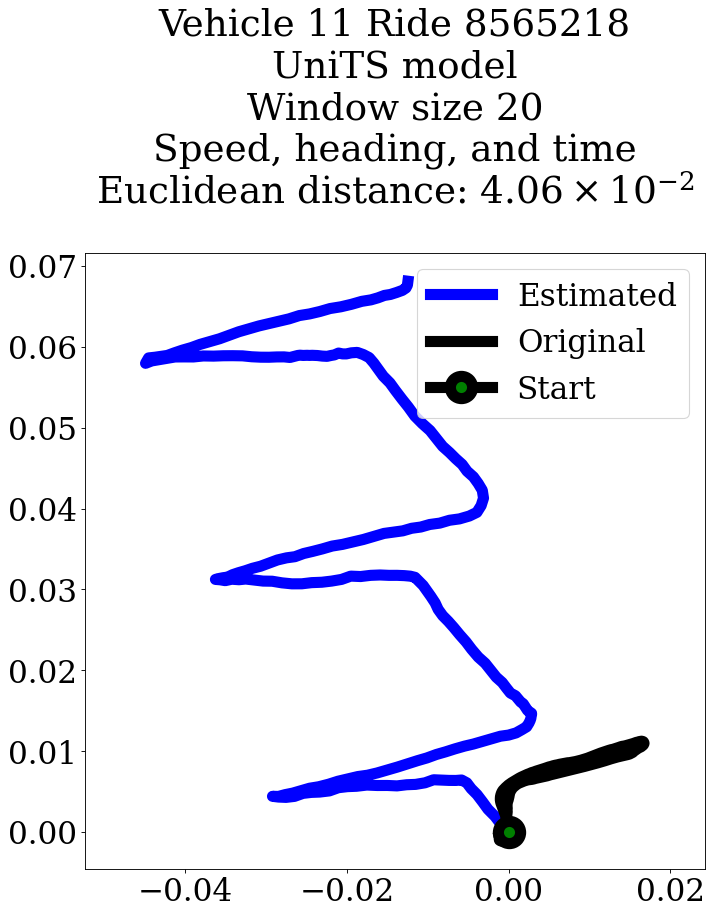 Vehicle 11 Ride 8565218
UniTS model
Window size 20
Speed, heading, and time
Euclidean distance: 4.06 × 10⁻²
0.07
0.06
0.05
0.04
0.03
0.02
0.01
0.00
Estimated
Original
Start
−0.04 −0.02 0.00 0.02